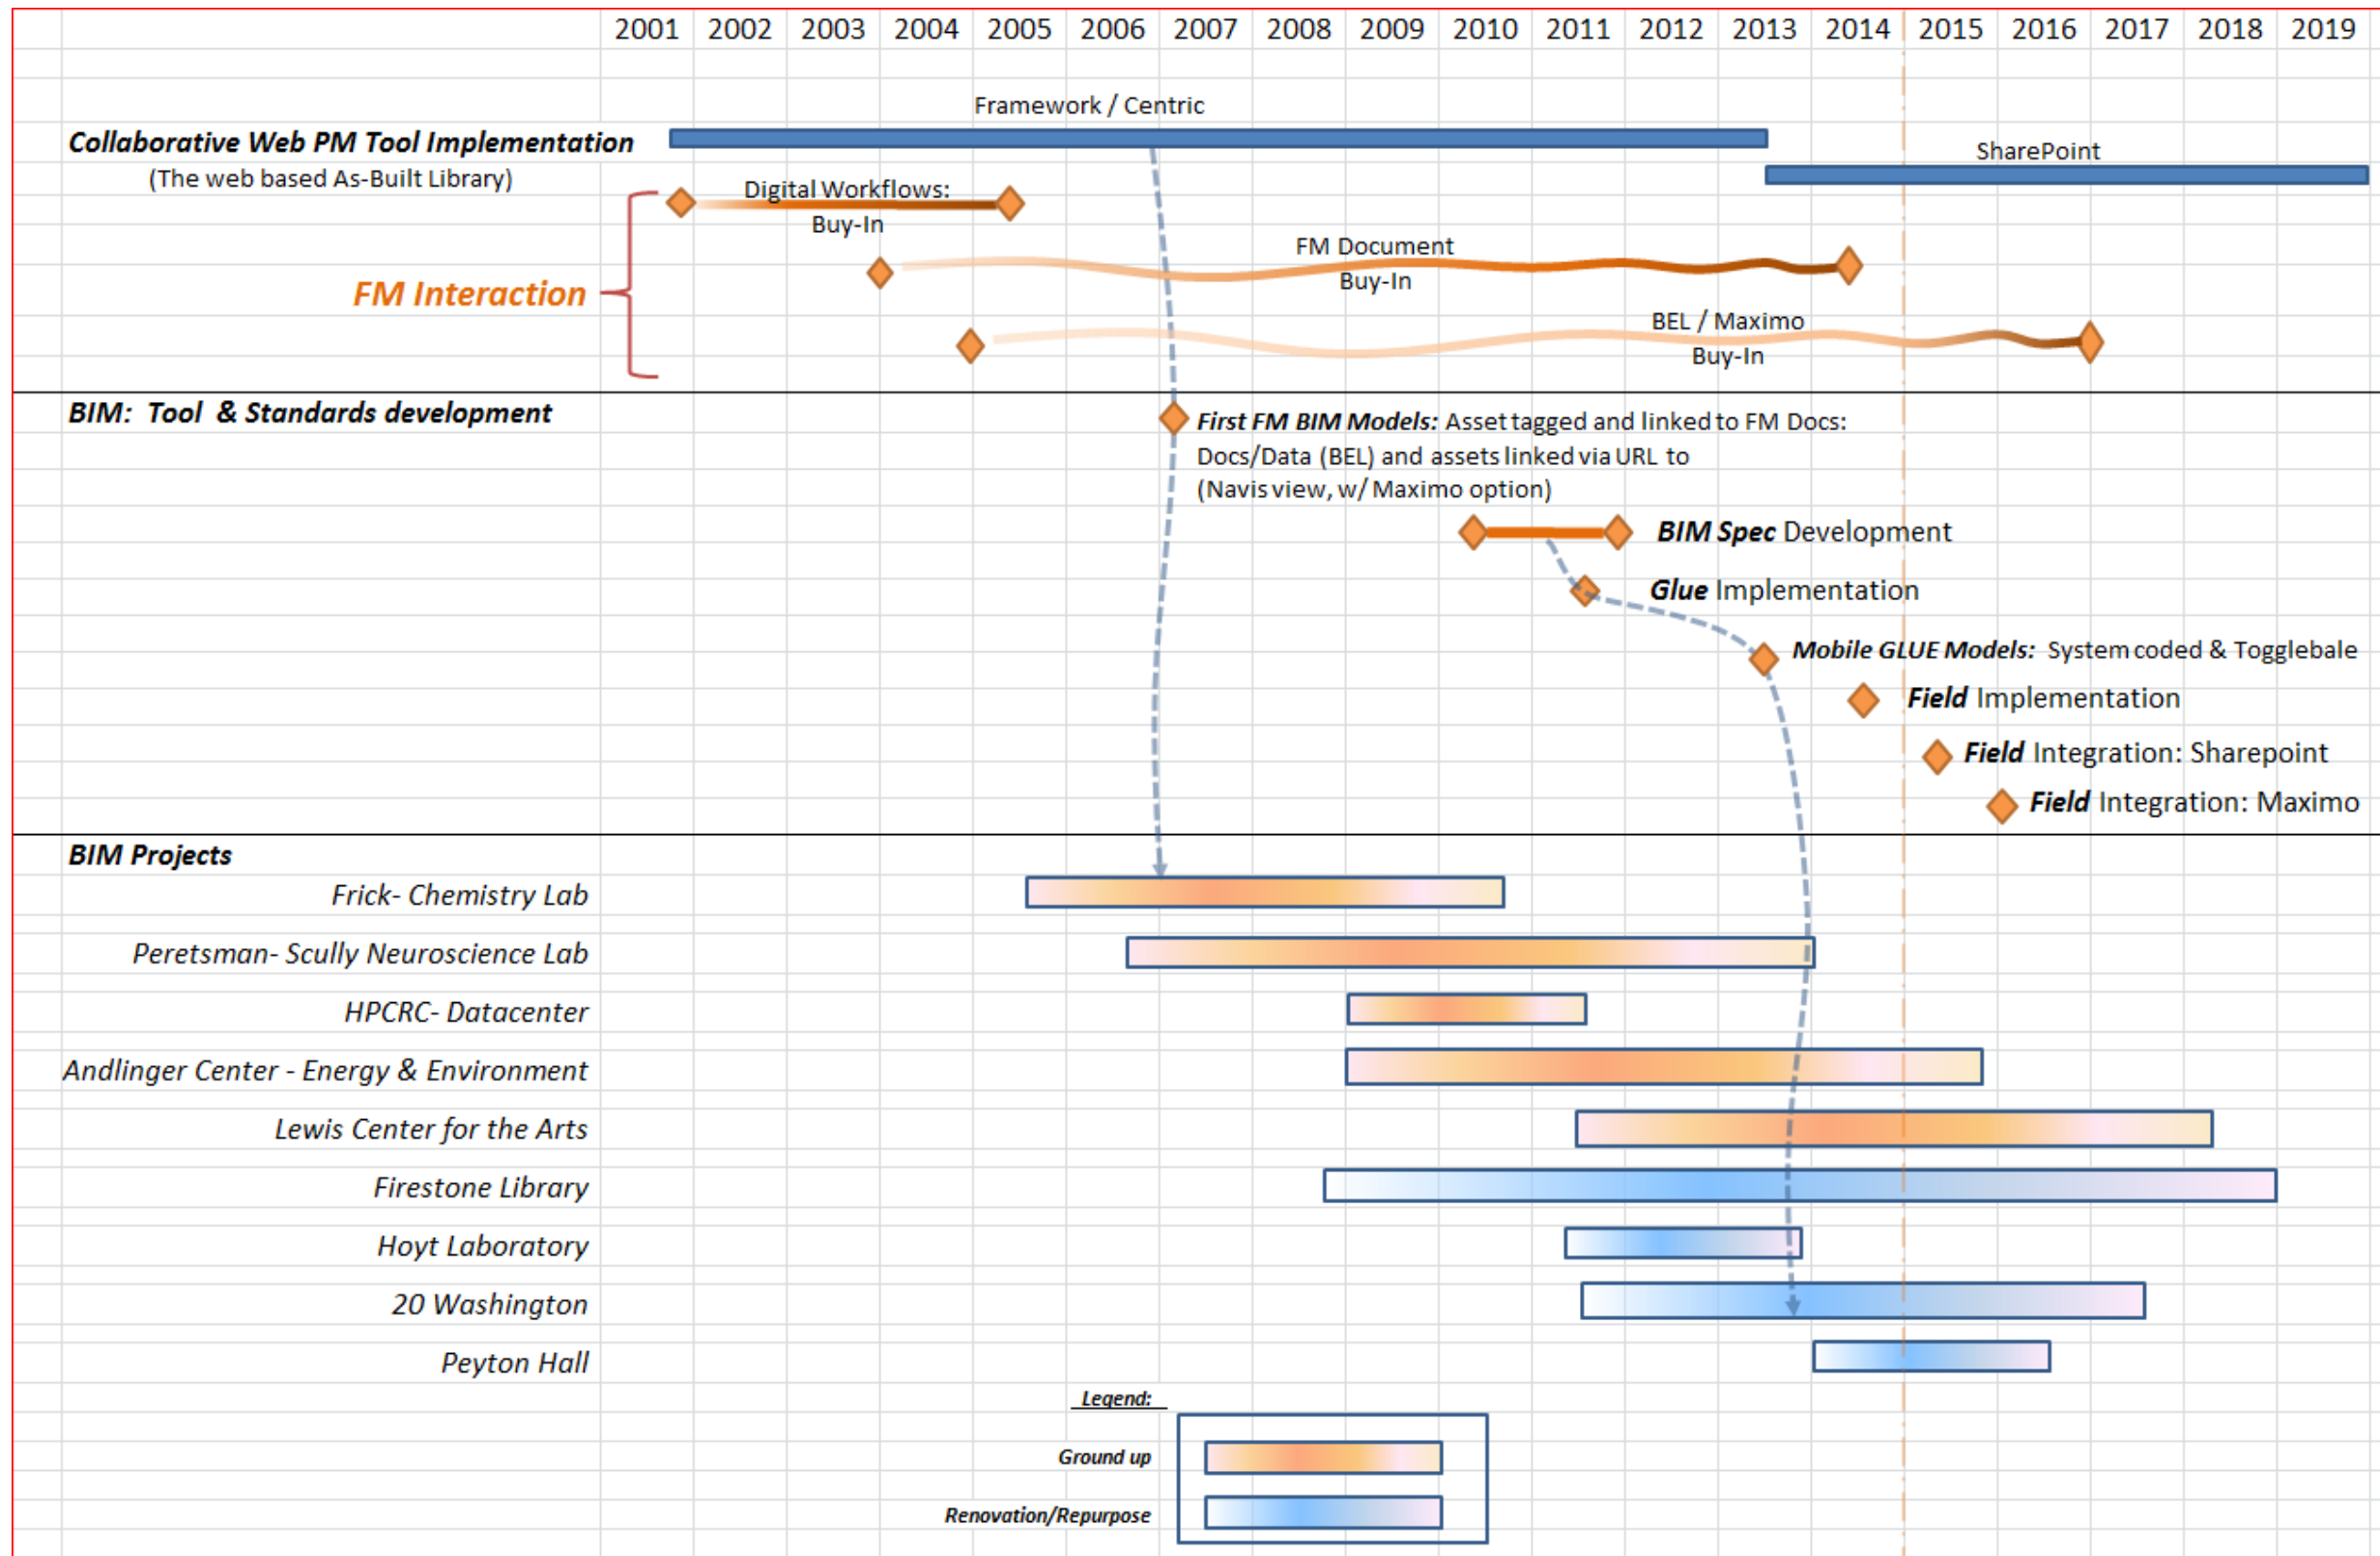 2001 2002 2003 2004 2005 2006 2007 2008 2009 2010 2011 2012 2013 2014 2015 2016 2017 2018 2019
Framework / Centric
Collaborative Web PM Tool Implementation
(The web based As-Built Library)
SharePoint
Digital Workflows:
Buy-In
FM Document
Buy-In
FM Interaction
BEL / Maximo
Buy-In
BIM: Tool & Standards development
First FM BIM Models: Asset tagged and linked to FM Docs:
Docs/Data (BEL) and assets linked via URL to
(Navis view, w/ Maximo option)
BIM Spec Development
Glue Implementation
Mobile GLUE Models: System coded & Togglebale
Field Implementation
Field Integration: Sharepoint
Field Integration: Maximo
BIM Projects
Frick- Chemistry Lab
Peretsman- Scully Neuroscience Lab
HPCRC- Datacenter
Andlinger Center - Energy & Environment
Lewis Center for the Arts
Firestone Library
Hoyt Laboratory
20 Washington
Peyton Hall
Legend:
Ground up
Renovation/Repurpose